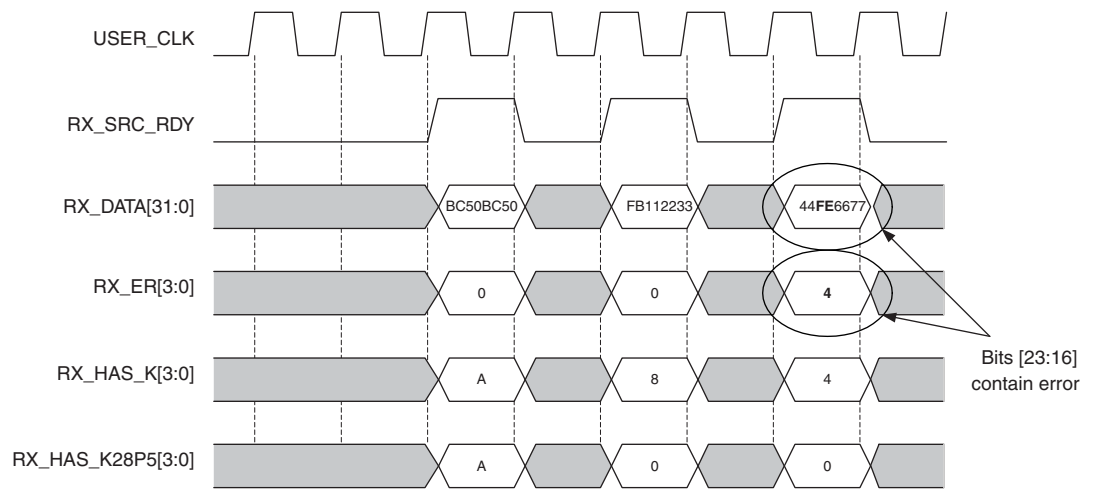 USER_CLK
RX_SRC_RDY
RX_DATA[31:0] BC50BC50 FB112233 44FE6677
RX_ER[3:0] 0 0 4
Bits [23:16]
contain error
RX_HAS_K[3:0] A 8 4
RX_HAS_K28P5[3:0] A 0 0